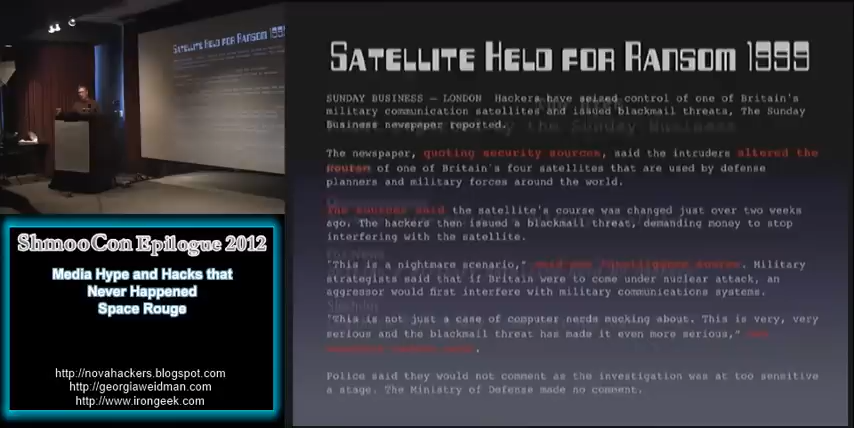 SATELLITE HELD FOR RANSOM 1999
SATELLITE HELD FOR RANSOM 1999
SUNDAY BUSINESS — LONDON Hackers have seized control of one of Britain's
military communication satellites and issued blackmail threats, The Sunday
Business newspaper reported.
The newspaper, quoting security sources, said the intruders altered the
course of one of Britain's four satellites that are used by defense
planners and military forces around the world.
The sources said the satellite's course was changed just over two weeks
ago. The hackers then issued a blackmail threat, demanding money to stop
interfering with the satellite.
"This is a nightmare scenario," said one intelligence source. Military
strategists said that if Britain were to come under nuclear attack, an
aggressor would first interfere with military communications systems.
"This is not just a case of computer nerds mucking about. This is very, very
serious and the blackmail threat has made it even more serious,"
Police said they would not comment as the investigation was at too sensitive
a stage. The Ministry of Defense made no comment.
ShmooCon Epilogue 2012
Media Hype and Hacks that
Never Happened
Space Rouge
http://novahackers.blogspot.com
http://georgiaweidman.com
http://www.irongeek.com